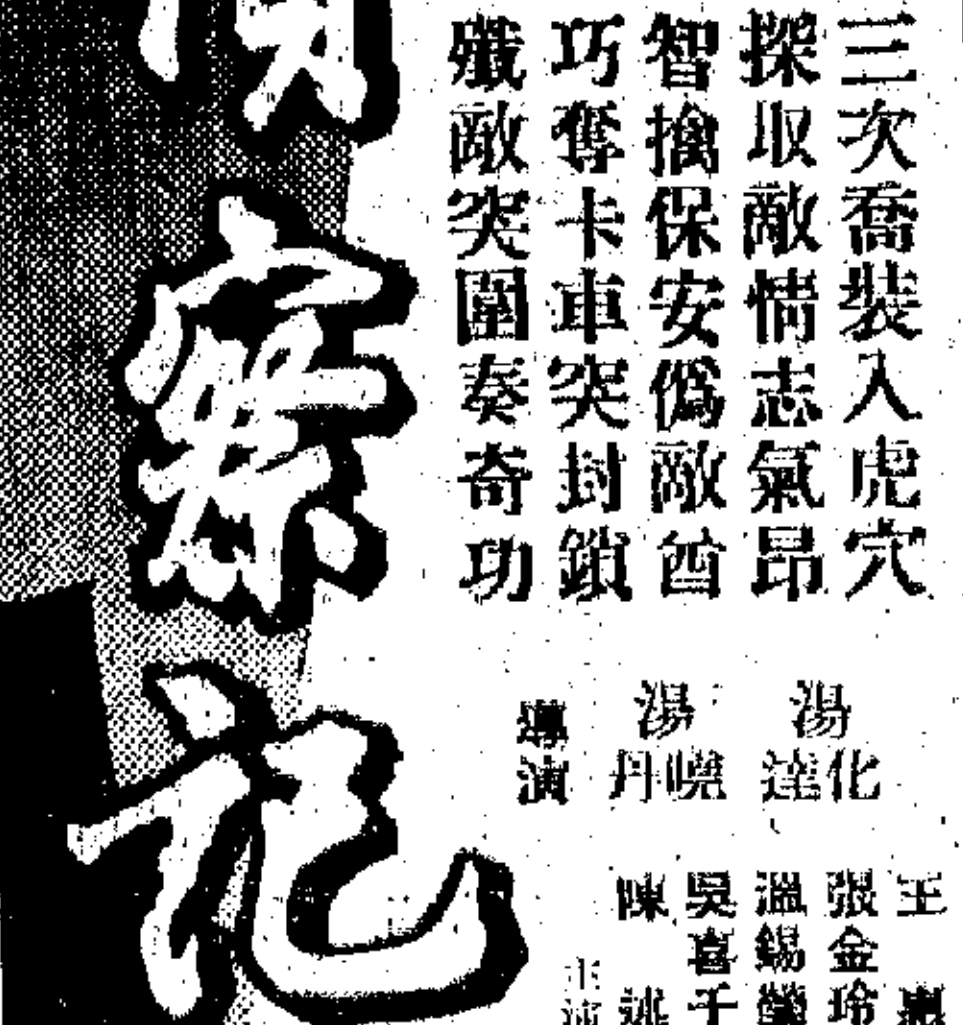 三次喬裝入虎穴
探取敵情志氣昂
智擒保安偽敵酋
巧奪卡車突封鎖
殲敵突圍奏奇功
湯化達
湯曉丹
導演
王
張金玲
溫錫瑩
吳喜千
陳述
主演
察記